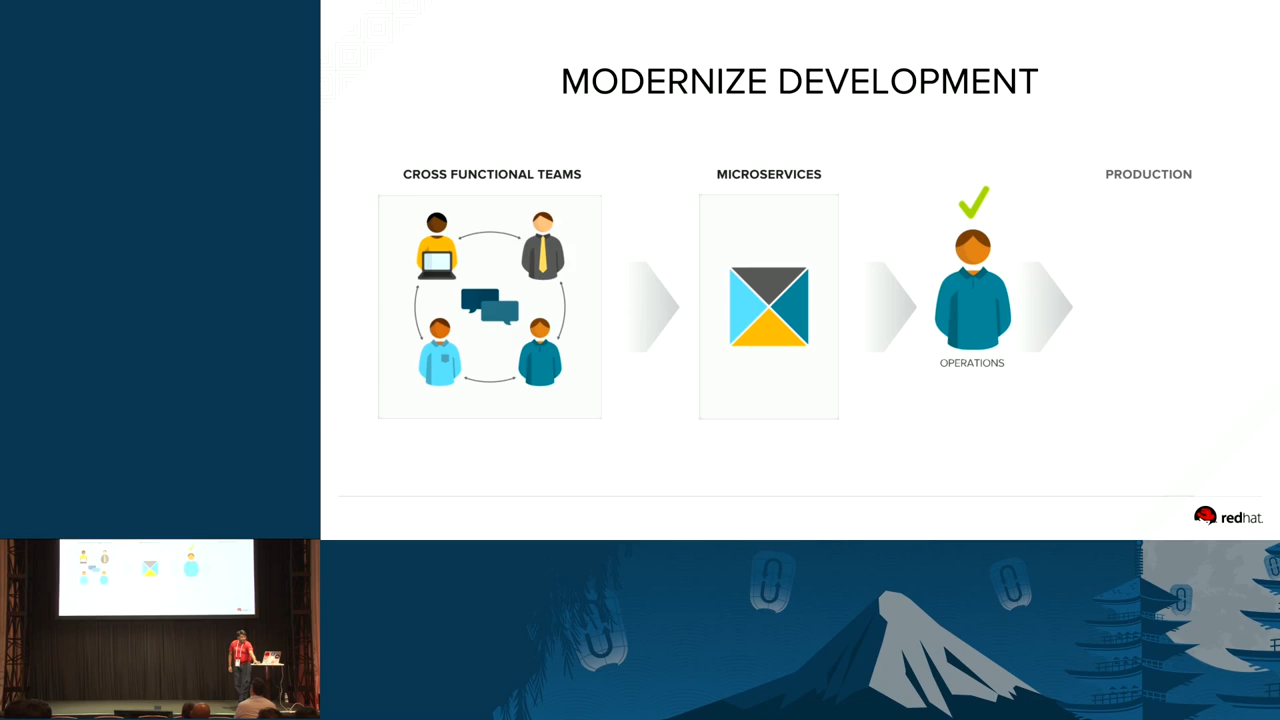 MODERNIZE DEVELOPMENT
CROSS FUNCTIONAL TEAMS
MICROSERVICES
PRODUCTION
OPERATIONS
redhat.